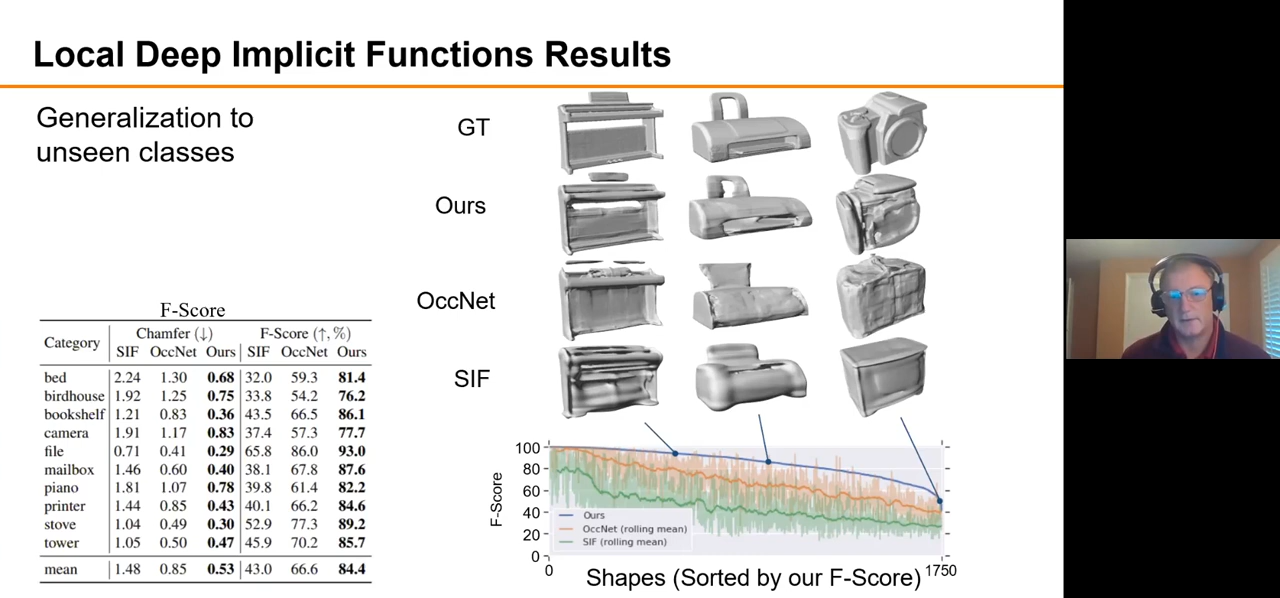 Local Deep Implicit Functions Results
Generalization to
unseen classes
GT
Ours
OccNet
SIF
F-Score
Category Chamfer (↓) F-Score (↑, %)
SIF OccNet Ours SIF OccNet Ours
bed 2.24 1.30 0.68 32.0 59.3 81.4
birdhouse 1.92 1.25 0.75 33.8 54.2 76.2
bookshelf 1.21 0.83 0.36 43.5 66.5 86.1
camera 1.91 1.17 0.83 37.4 57.3 77.7
file 0.71 0.41 0.29 65.8 86.0 93.0
mailbox 1.46 0.60 0.40 38.1 67.8 87.6
piano 1.81 1.07 0.78 39.8 61.4 82.2
printer 1.44 0.85 0.43 40.1 66.2 84.6
stove 1.04 0.49 0.30 52.9 77.3 89.2
tower 1.05 0.50 0.47 45.9 70.2 85.7
mean 1.48 0.85 0.53 43.0 66.6 84.4
F-Score
100
80
60
40
20
0
Ours
OccNet (rolling mean)
SIF (rolling mean)
0 1750
Shapes (Sorted by our F-Score)